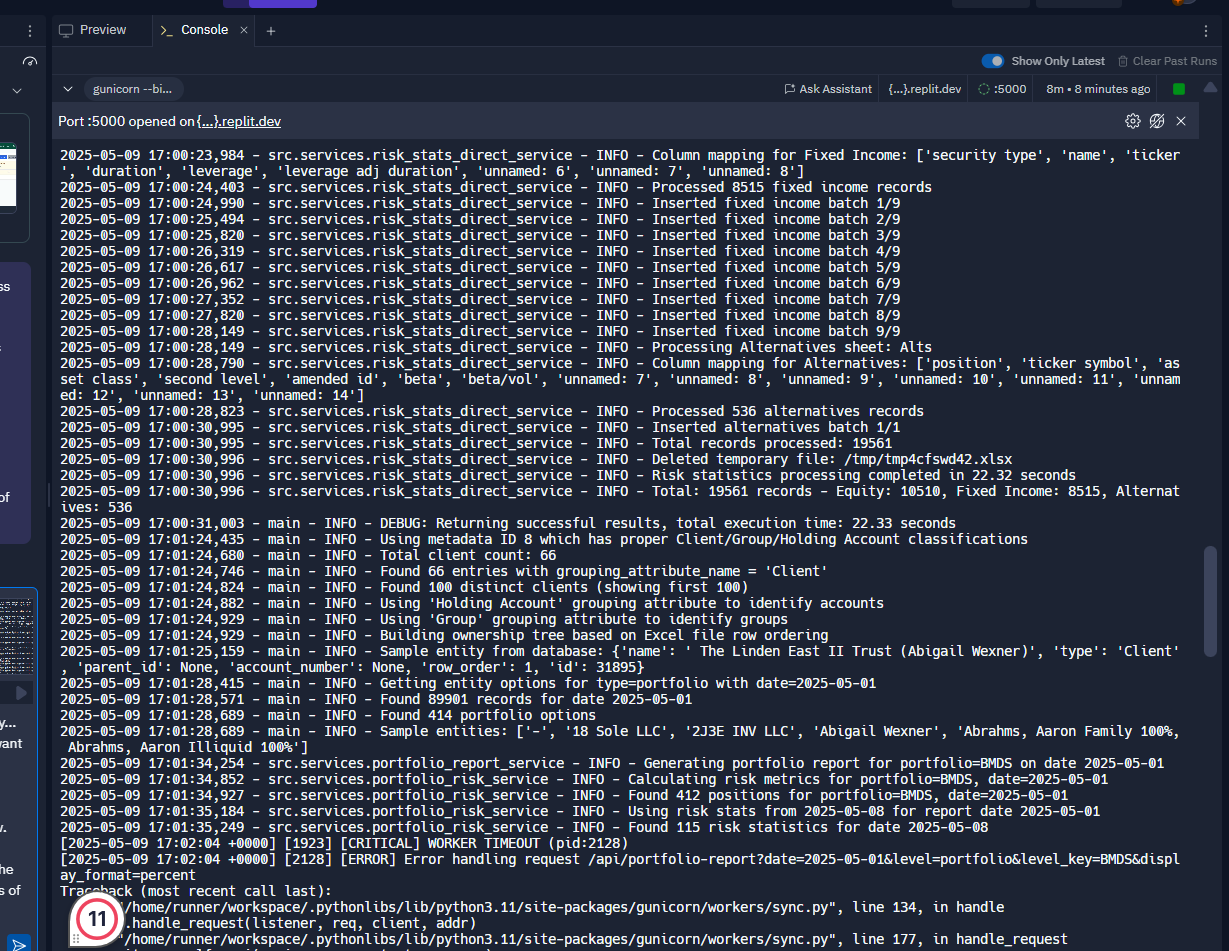 Preview
Console
Show Only Latest
Clear Past Runs
gunicorn --bi...
Ask Assistant
{...}.replit.dev
:5000
8m • 8 minutes ago
Port :5000 opened on {...}.replit.dev
2025-05-09 17:00:23,984 - src.services.risk_stats_direct_service - INFO - Column mapping for Fixed Income: ['security type', 'name', 'ticker
', 'duration', 'leverage', 'leverage adj duration', 'unnamed: 6', 'unnamed: 7', 'unnamed: 8']
2025-05-09 17:00:24,403 - src.services.risk_stats_direct_service - INFO - Processed 8515 fixed income records
2025-05-09 17:00:24,990 - src.services.risk_stats_direct_service - INFO - Inserted fixed income batch 1/9
2025-05-09 17:00:25,494 - src.services.risk_stats_direct_service - INFO - Inserted fixed income batch 2/9
2025-05-09 17:00:25,820 - src.services.risk_stats_direct_service - INFO - Inserted fixed income batch 3/9
2025-05-09 17:00:26,319 - src.services.risk_stats_direct_service - INFO - Inserted fixed income batch 4/9
2025-05-09 17:00:26,617 - src.services.risk_stats_direct_service - INFO - Inserted fixed income batch 5/9
2025-05-09 17:00:26,962 - src.services.risk_stats_direct_service - INFO - Inserted fixed income batch 6/9
2025-05-09 17:00:27,352 - src.services.risk_stats_direct_service - INFO - Inserted fixed income batch 7/9
2025-05-09 17:00:27,820 - src.services.risk_stats_direct_service - INFO - Inserted fixed income batch 8/9
2025-05-09 17:00:28,149 - src.services.risk_stats_direct_service - INFO - Inserted fixed income batch 9/9
2025-05-09 17:00:28,149 - src.services.risk_stats_direct_service - INFO - Processing Alternatives sheet: Alts
2025-05-09 17:00:28,790 - src.services.risk_stats_direct_service - INFO - Column mapping for Alternatives: ['position', 'ticker symbol', 'as
set class', 'second level', 'amended id', 'beta', 'beta/vol', 'unnamed: 7', 'unnamed: 8', 'unnamed: 9', 'unnamed: 10', 'unnamed: 11', 'unnam
ed: 12', 'unnamed: 13', 'unnamed: 14']
2025-05-09 17:00:28,823 - src.services.risk_stats_direct_service - INFO - Processed 536 alternatives records
2025-05-09 17:00:30,995 - src.services.risk_stats_direct_service - INFO - Inserted alternatives batch 1/1
2025-05-09 17:00:30,995 - src.services.risk_stats_direct_service - INFO - Total records processed: 19561
2025-05-09 17:00:30,996 - src.services.risk_stats_direct_service - INFO - Deleted temporary file: /tmp/tmp4cfswd42.xlsx
2025-05-09 17:00:30,996 - src.services.risk_stats_direct_service - INFO - Risk statistics processing completed in 22.32 seconds
2025-05-09 17:00:30,996 - src.services.risk_stats_direct_service - INFO - Total: 19561 records - Equity: 10510, Fixed Income: 8515, Alternat
ives: 536
2025-05-09 17:00:31,003 - main - INFO - DEBUG: Returning successful results, total execution time: 22.33 seconds
2025-05-09 17:01:24,435 - main - INFO - Using metadata ID 8 which has proper Client/Group/Holding Account classifications
2025-05-09 17:01:24,680 - main - INFO - Total client count: 66
2025-05-09 17:01:24,746 - main - INFO - Found 66 entries with grouping_attribute_name = 'Client'
2025-05-09 17:01:24,824 - main - INFO - Found 100 distinct clients (showing first 100)
2025-05-09 17:01:24,882 - main - INFO - Using 'Holding Account' grouping attribute to identify accounts
2025-05-09 17:01:24,929 - main - INFO - Using 'Group' grouping attribute to identify groups
2025-05-09 17:01:24,929 - main - INFO - Building ownership tree based on Excel file row ordering
2025-05-09 17:01:25,159 - main - INFO - Sample entity from database: {'name': ' The Linden East II Trust (Abigail Wexner)', 'type': 'Client'
, 'parent_id': None, 'account_number': None, 'row_order': 1, 'id': 31895}
2025-05-09 17:01:28,415 - main - INFO - Getting entity options for type=portfolio with date=2025-05-01
2025-05-09 17:01:28,571 - main - INFO - Found 89901 records for date 2025-05-01
2025-05-09 17:01:28,689 - main - INFO - Found 414 portfolio options
2025-05-09 17:01:28,689 - main - INFO - Sample entities: ['-', '18 Sole LLC', '2J3E INV LLC', 'Abigail Wexner', 'Abrahms, Aaron Family 100%,
 Abrahms, Aaron Illiquid 100%']
2025-05-09 17:01:34,254 - src.services.portfolio_report_service - INFO - Generating portfolio report for portfolio=BMDS on date 2025-05-01
2025-05-09 17:01:34,852 - src.services.portfolio_risk_service - INFO - Calculating risk metrics for portfolio=BMDS, date=2025-05-01
2025-05-09 17:01:34,927 - src.services.portfolio_risk_service - INFO - Found 412 positions for portfolio=BMDS, date=2025-05-01
2025-05-09 17:01:35,184 - src.services.portfolio_risk_service - INFO - Using risk stats from 2025-05-08 for report date 2025-05-01
2025-05-09 17:01:35,249 - src.services.portfolio_risk_service - INFO - Found 115 risk statistics for date 2025-05-08
[2025-05-09 17:02:04 +0000] [1923] [CRITICAL] WORKER TIMEOUT (pid:2128)
[2025-05-09 17:02:04 +0000] [2128] [ERROR] Error handling request /api/portfolio-report?date=2025-05-01&level=portfolio&level_key=BMDS&displ
ay_format=percent
Traceback (most recent call last):
"/home/runner/workspace/.pythonlibs/lib/python3.11/site-packages/gunicorn/workers/sync.py", line 134, in handle
.handle_request(listener, req, client, addr)
"/home/runner/workspace/.pythonlibs/lib/python3.11/site-packages/gunicorn/workers/sync.py", line 177, in handle_request
11
of